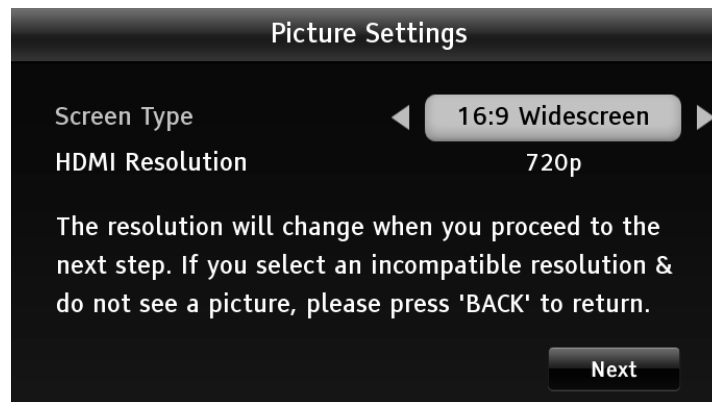 Picture Settings
Screen Type 16:9 Widescreen
HDMI Resolution 720p
The resolution will change when you proceed to the
next step. If you select an incompatible resolution &
do not see a picture, please press 'BACK' to return.
Next